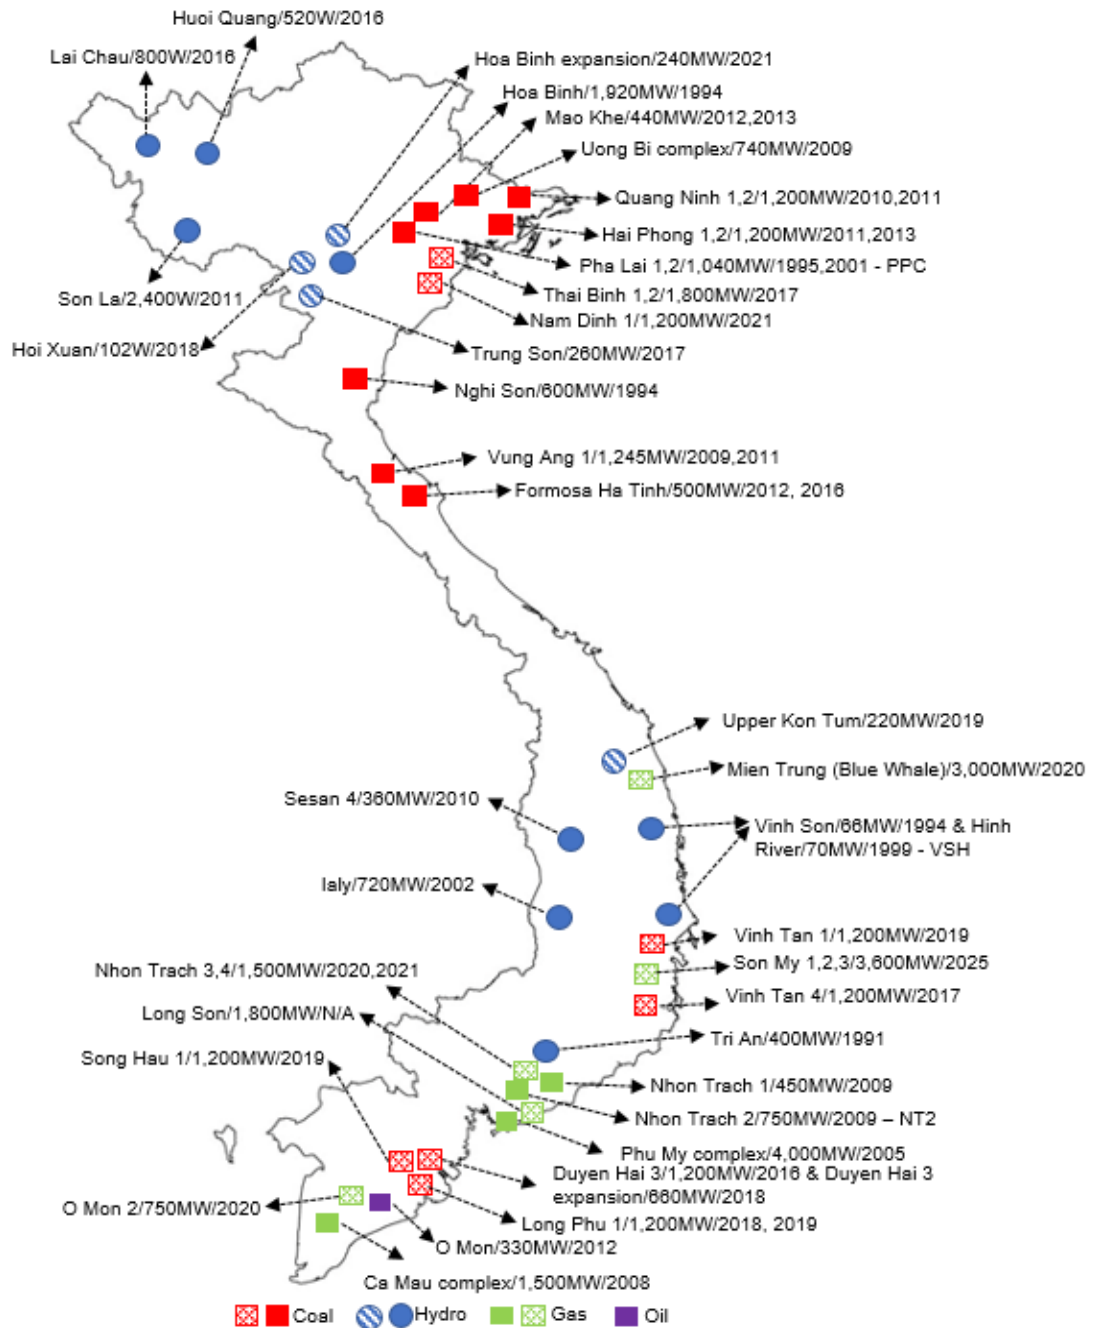 Huoi Quang/520W/2016
Lai Chau/800W/2016
Hoa Binh expansion/240MW/2021
Hoa Binh/1,920MW/1994
Mao Khe/440MW/2012,2013
Uong Bi complex/740MW/2009
Quang Ninh 1,2/1,200MW/2010,2011
Hai Phong 1,2/1,200MW/2011,2013
Pha Lai 1,2/1,040MW/1995,2001 - PPC
Thai Binh 1,2/1,800MW/2017
Nam Dinh 1/1,200MW/2021
Son La/2,400W/2011
Hoi Xuan/102W/2018
Trung Son/260MW/2017
Nghi Son/600MW/1994
Vung Ang 1/1,245MW/2009,2011
Formosa Ha Tinh/500MW/2012, 2016
Upper Kon Tum/220MW/2019
Mien Trung (Blue Whale)/3,000MW/2020
Sesan 4/360MW/2010
Vinh Son/66MW/1994 & Hinh
River/70MW/1999 - VSH
Ialy/720MW/2002
Vinh Tan 1/1,200MW/2019
Son My 1,2,3/3,600MW/2025
Vinh Tan 4/1,200MW/2017
Nhon Trach 3,4/1,500MW/2020,2021
Long Son/1,800MW/N/A
Song Hau 1/1,200MW/2019
Tri An/400MW/1991
Nhon Trach 1/450MW/2009
Nhon Trach 2/750MW/2009 – NT2
Phu My complex/4,000MW/2005
Duyen Hai 3/1,200MW/2016 & Duyen Hai 3
expansion/660MW/2018
Long Phu 1/1,200MW/2018, 2019
O Mon 2/750MW/2020
O Mon/330MW/2012
Ca Mau complex/1,500MW/2008
Coal Hydro Gas Oil